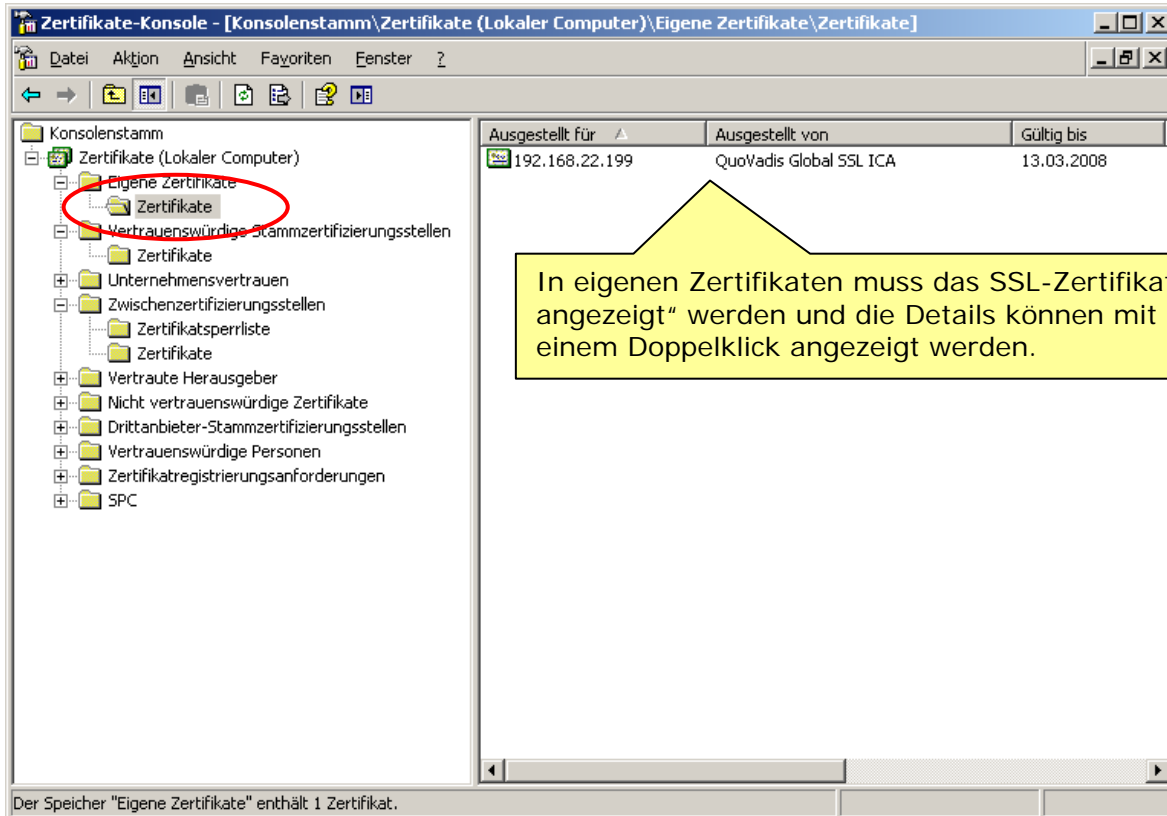 Zertifikate-Konsole - [Konsolenstamm\Zertifikate (Lokaler Computer)\Eigene Zertifikate\Zertifikate]
Datei Aktion Ansicht Favoriten Fenster ?
Konsolenstamm
Zertifikate (Lokaler Computer)
Eigene Zertifikate
Zertifikate
Vertrauenswürdige Stammzertifizierungsstellen
Zertifikate
Unternehmensvertrauen
Zwischenzertifizierungsstellen
Zertifikatsperrliste
Zertifikate
Vertraute Herausgeber
Nicht vertrauenswürdige Zertifikate
Drittanbieter-Stammzertifizierungsstellen
Vertrauenswürdige Personen
Zertifikatregistrierungsanforderungen
SPC
Ausgestellt für Ausgestellt von Gültig bis
192.168.22.199 QuoVadis Global SSL ICA 13.03.2008
In eigenen Zertifikaten muss das SSL-Zertifikat
angezeigt“ werden und die Details können mit
einem Doppelklick angezeigt werden.
Der Speicher "Eigene Zertifikate" enthält 1 Zertifikat.